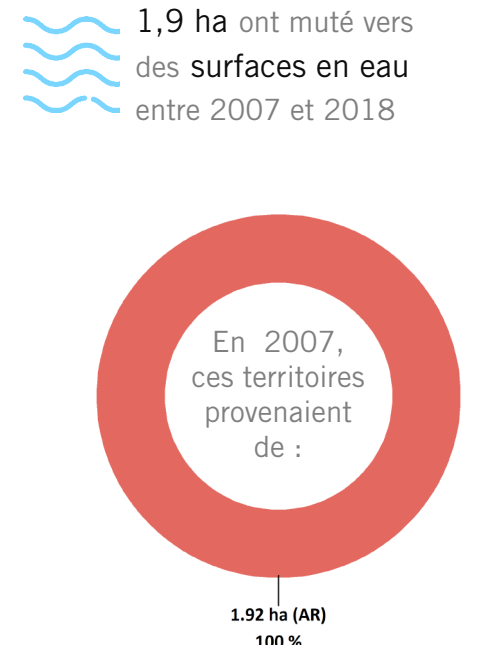 1,9 ha ont muté vers
des surfaces en eau
entre 2007 et 2018
En 2007,
ces territoires
provenaient
de :
1.92 ha (AR)
100 %